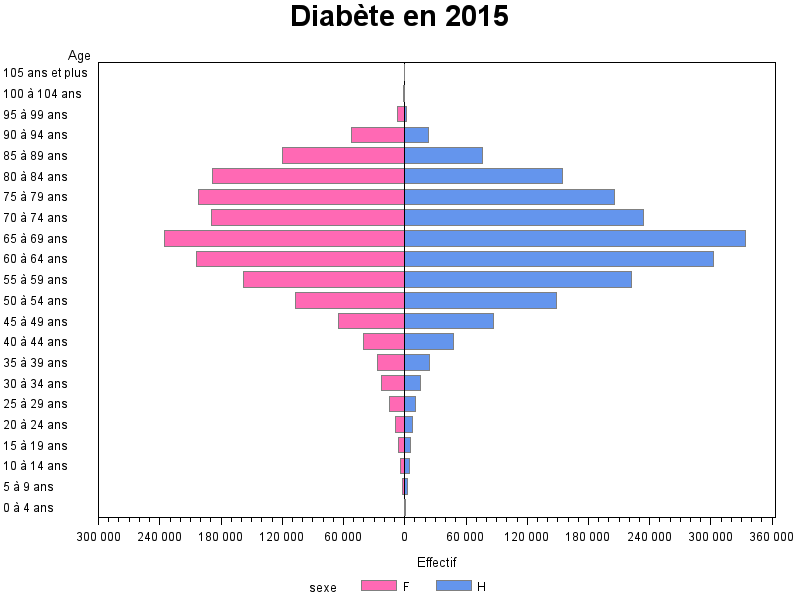 Diabète en 2015
Age
105 ans et plus
100 à 104 ans
95 à 99 ans
90 à 94 ans
85 à 89 ans
80 à 84 ans
75 à 79 ans
70 à 74 ans
65 à 69 ans
60 à 64 ans
55 à 59 ans
50 à 54 ans
45 à 49 ans
40 à 44 ans
35 à 39 ans
30 à 34 ans
25 à 29 ans
20 à 24 ans
15 à 19 ans
10 à 14 ans
5 à 9 ans
0 à 4 ans
300 000 240 000 180 000 120 000 60 000 0 60 000 120 000 180 000 240 000 300 000 360 000
Effectif
sexe F H